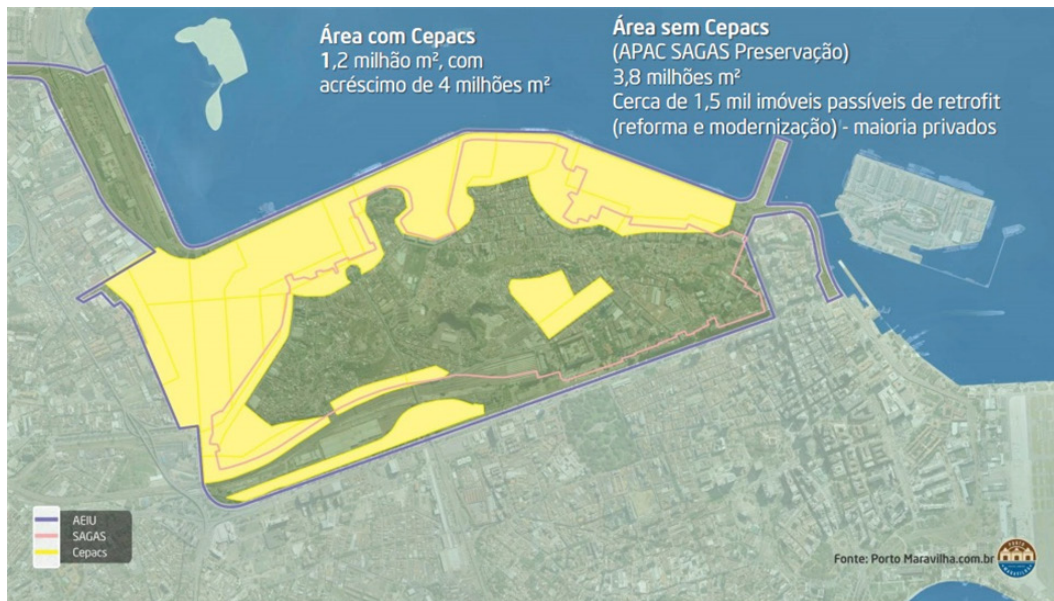 Área com Cepacs
1,2 milhão m², com
acréscimo de 4 milhões m²
Área sem Cepacs
(APAC SAGAS Preservação)
3,8 milhões m²
Cerca de 1,5 mil imóveis passíveis de retrofit
(reforma e modernização) - maioria privados
AEIU
SAGAS
Cepacs
Fonte: Porto Maravilha.com.br
PORTO
MARAVILHA